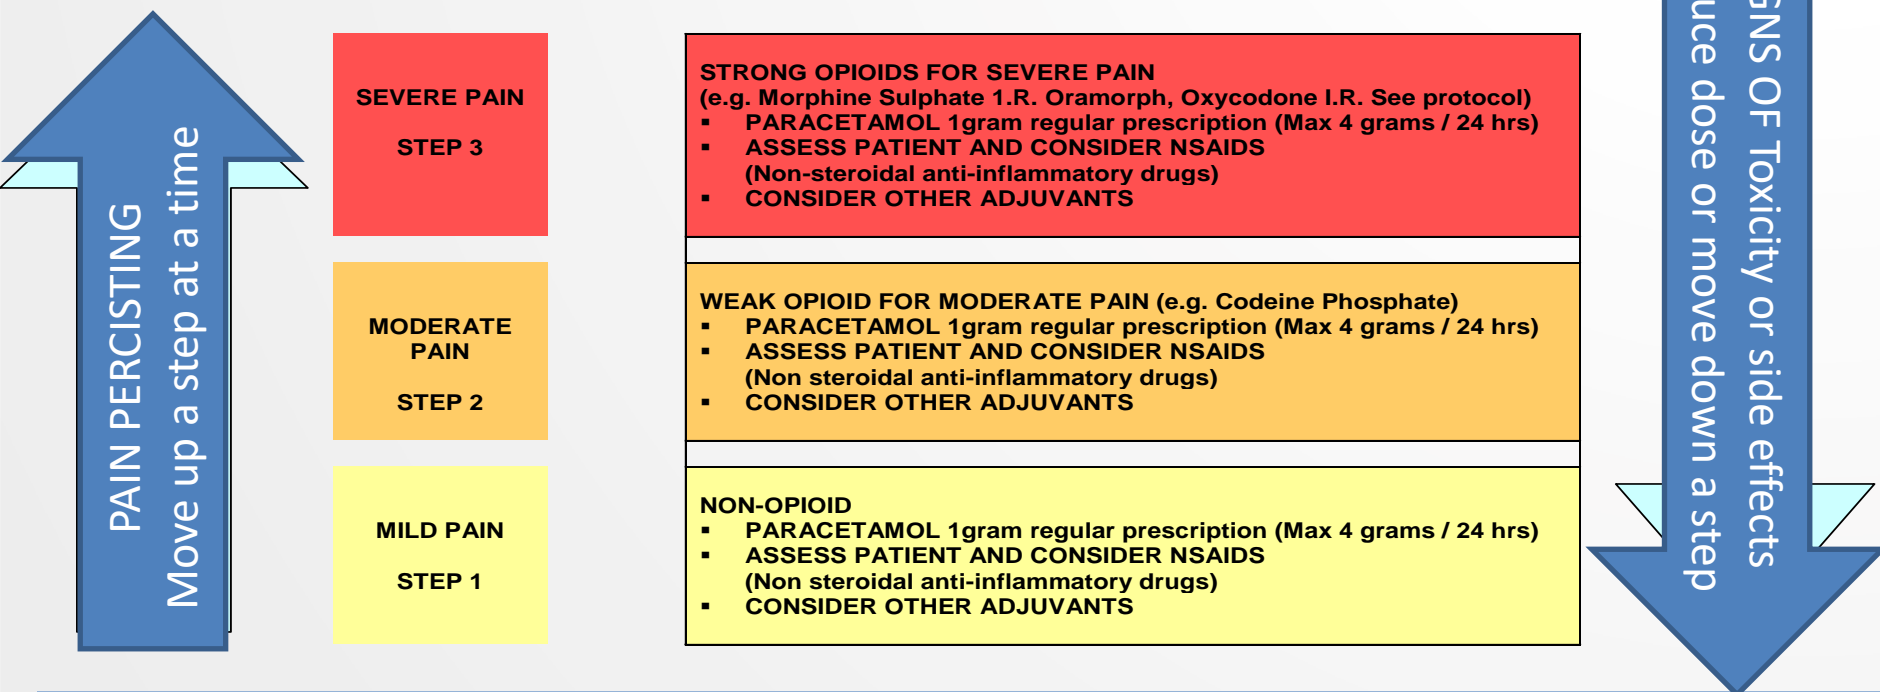 PAIN PERCISTING
Move up a step at a time
SEVERE PAIN
STEP 3
STRONG OPIOIDS FOR SEVERE PAIN
(e.g. Morphine Sulphate 1.R. Oramorph, Oxycodone I.R. See protocol)
▪ PARACETAMOL 1gram regular prescription (Max 4 grams / 24 hrs)
▪ ASSESS PATIENT AND CONSIDER NSAIDS
(Non-steroidal anti-inflammatory drugs)
▪ CONSIDER OTHER ADJUVANTS
MODERATE
PAIN
STEP 2
WEAK OPIOID FOR MODERATE PAIN (e.g. Codeine Phosphate)
▪ PARACETAMOL 1gram regular prescription (Max 4 grams / 24 hrs)
▪ ASSESS PATIENT AND CONSIDER NSAIDS
(Non steroidal anti-inflammatory drugs)
▪ CONSIDER OTHER ADJUVANTS
MILD PAIN
STEP 1
NON-OPIOID
▪ PARACETAMOL 1gram regular prescription (Max 4 grams / 24 hrs)
▪ ASSESS PATIENT AND CONSIDER NSAIDS
(Non steroidal anti-inflammatory drugs)
▪ CONSIDER OTHER ADJUVANTS
GNS OF Toxicity or side effects
uce dose or move down a step